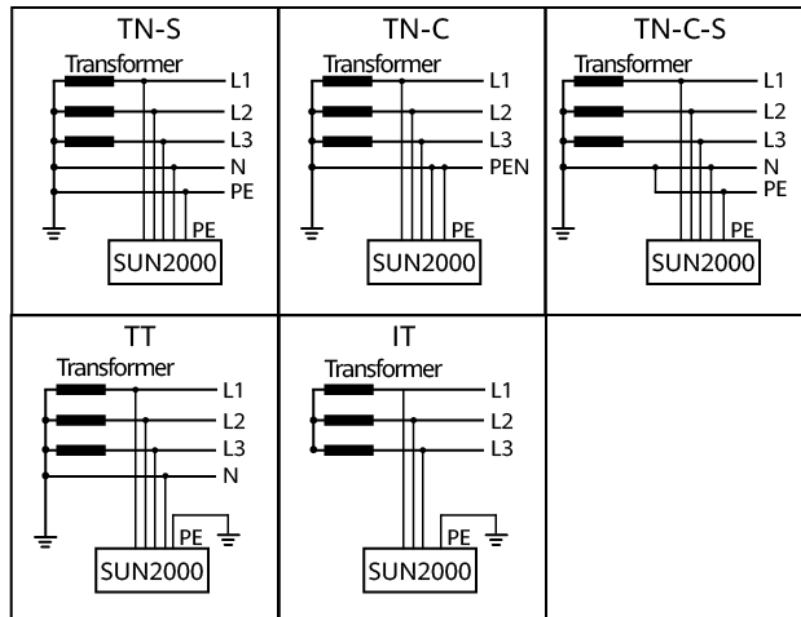 TN-S
Transformer
L1
L2
L3
N
PE
PE
SUN2000
TN-C
Transformer
L1
L2
L3
PEN
PE
SUN2000
TN-C-S
Transformer
L1
L2
L3
N
PE
PE
SUN2000
TT
Transformer
L1
L2
L3
N
PE
SUN2000
IT
Transformer
L1
L2
L3
PE
SUN2000